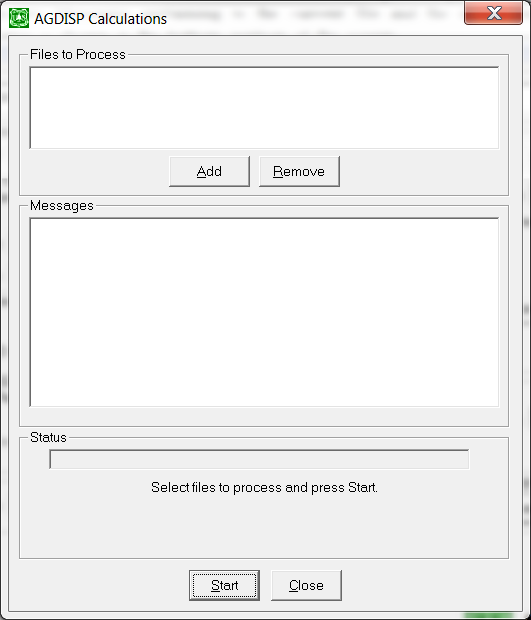 AGDISP Calculations
Files to Process
Add
Remove
Messages
Status
Select files to process and press Start.
Start
Close